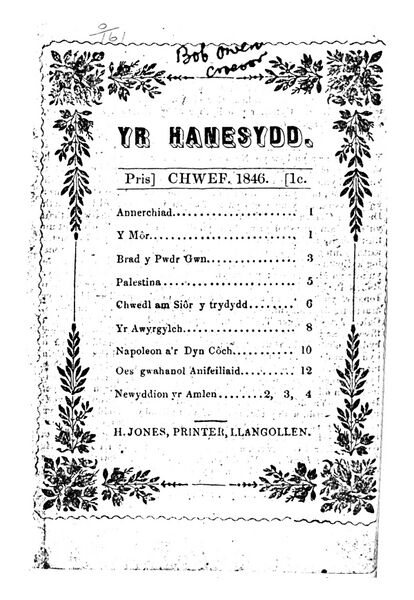 0/161
Bob Owen
Croesor
YR HANESYDD.
Pris] CHWEF. 1846. [1c.
Annerchiad........................ 1
Y Môr............................. 1
Brad y Pwdr Gwn................ 3
Palestina.......................... 5
Chwedl am Siôr y trydydd........ 6
Yr Awyrgylch..................... 8
Napoleon a'r Dyn Côch.......... 10
Oes gwahanol Anifeiliaid.......... 12
Newyddion yr Amlen........2, 3, 4
H. JONES, PRINTER, LLANGOLLEN.